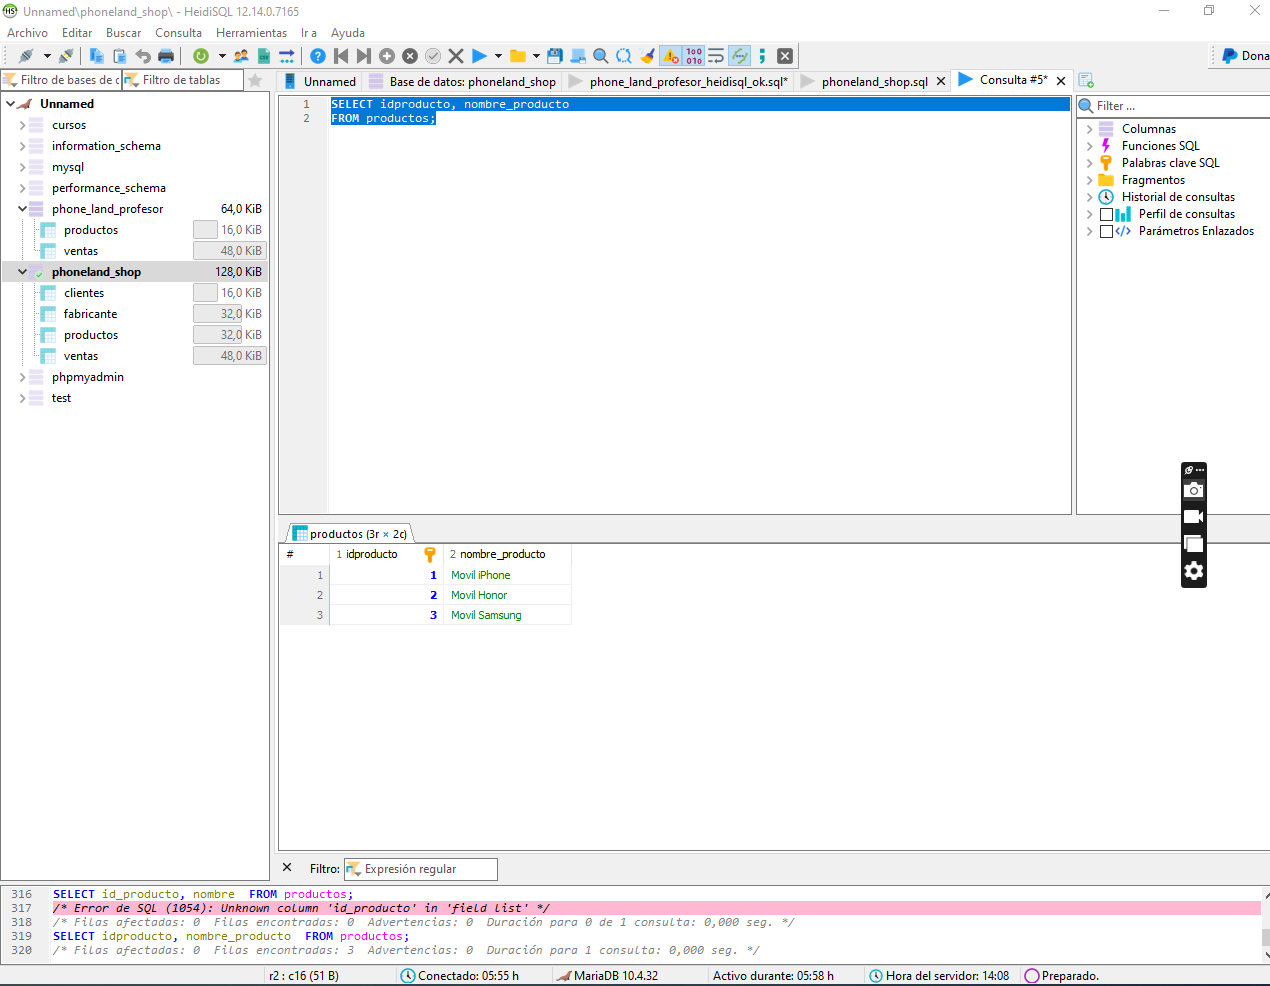 Unnamed\phoneland_shop\ - HeidiSQL 12.14.0.7165
Archivo Editar Buscar Consulta Herramientas Ir a Ayuda
Dona
Filtro de bases de d Filtro de tablas
Unnamed Base de datos: phoneland_shop phone_land_profesor_heidisql_ok.sql* phoneland_shop.sql Consulta #5*
Unnamed
cursos
information_schema
mysql
performance_schema
phone_land_profesor 64,0 KiB
productos 16,0 KiB
ventas 48,0 KiB
phoneland_shop 128,0 KiB
clientes 16,0 KiB
fabricante 32,0 KiB
productos 32,0 KiB
ventas 48,0 KiB
phpmyadmin
test
1 SELECT idproducto, nombre_producto
2 FROM productos;
Filter ...
Columnas
Funciones SQL
Palabras clave SQL
Fragmentos
Historial de consultas
Perfil de consultas
Parámetros Enlazados
productos (3r × 2c)
# 1 idproducto 2 nombre_producto
1 1 Movil iPhone
2 2 Movil Honor
3 3 Movil Samsung
Filtro: Expresión regular
316 SELECT id_producto, nombre  FROM productos;
317 /* Error de SQL (1054): Unknown column 'id_producto' in 'field list' */
318 /* Filas afectadas: 0  Filas encontradas: 0  Advertencias: 0  Duración para 0 de 1 consulta: 0,000 seg. */
319 SELECT idproducto, nombre_producto  FROM productos;
320 /* Filas afectadas: 0  Filas encontradas: 3  Advertencias: 0  Duración para 1 consulta: 0,000 seg. */
r2 : c16 (51 B) Conectado: 05:55 h MariaDB 10.4.32 Activo durante: 05:58 h Hora del servidor: 14:08 Preparado.